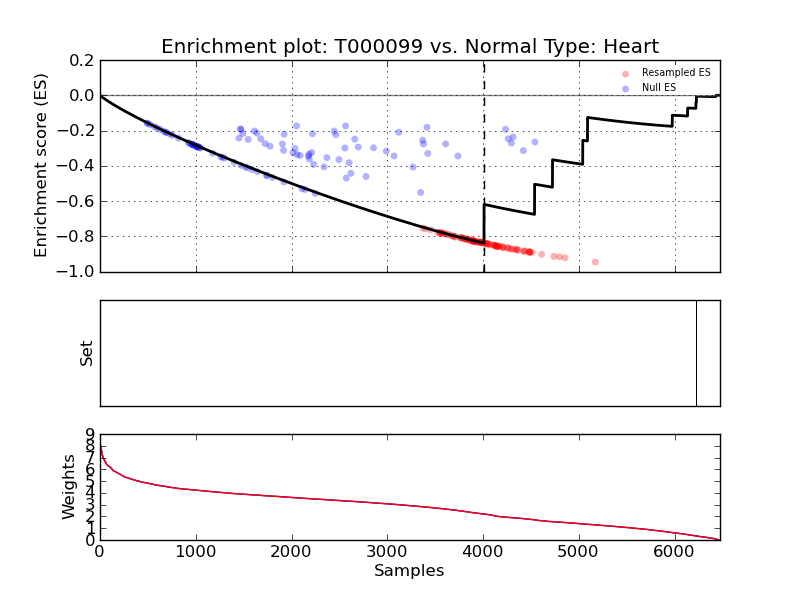 Enrichment plot: T000099 vs. Normal Type: Heart
Enrichment score (ES)
0.2
0.0
−0.2
−0.4
−0.6
−0.8
−1.0
Resampled ES
Null ES
Set
Weights
9
8
7
6
5
4
3
2
1
0
0 1000 2000 3000 4000 5000 6000
Samples